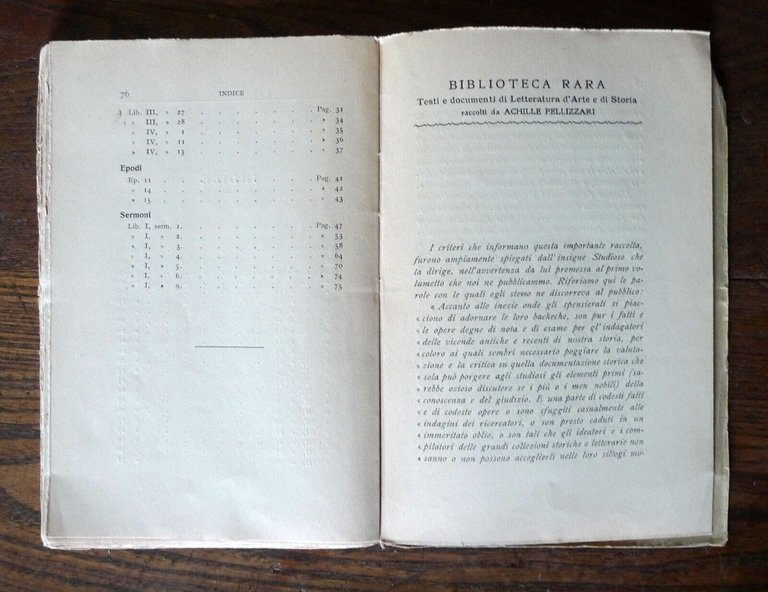 76 INDICE
Lib. III, » 27 . . . . . . . . Pag. 31
» III, » 28 . . . . . . . . » 34
» IV, » 1 . . . . . . . . » 35
» IV, » 11 . . . . . . . . » 36
» IV, » 13 . . . . . . . . » 37
Epodi
Ep. 11 . . . . . . . . Pag. 41
» 14 . . . . . . . . » 42
» 15 . . . . . . . . » 43
Sermoni
Lib. I, serm. 1. . . . . . . . Pag. 47
» I, » 2. . . . . . . . » 53
» I, » 3. . . . . . . . » 58
» I, » 4. . . . . . . . » 64
» I, » 5. . . . . . . . » 70
» I, » 6. . . . . . . . » 74
» I, » 9. . . . . . . . » 75
BIBLIOTECA RARA
Testi e documenti di Letteratura d'Arte e di Storia
raccolti da ACHILLE PELLIZZARI
I criteri che informano questa importante raccolta,
furono ampiamente spiegati dall'insigne Studioso che
la dirige, nell'avvertenza da lui premessa al primo vo-
lumetto che noi ne pubblicammo. Riferiamo qui le pa-
role con le quali egli stesso ne discorreva al pubblico:
« Accanto alle inezie onde gli spensierati si piac-
« ciono di adornare le loro bacheche, son pur i fatti e
« le opere degne di nota e di esame per gl'indagatori
« delle vicende antiche e recenti di nostra storia, per
« coloro ai quali sembri necessario poggiare la valuta-
« zione e la critica su quella documentazione storica che
« sola può porgere agli studiosi gli elementi primi (sa-
« rebbe ozioso discutere se i più o i men nobili) della
« conoscenza e del giudizio. E una parte di codesti fatti
« e di codeste opere o sono sfuggiti casualmente alle
« indagini dei ricercatori, o son presto caduti in un
« immeritato oblio, o son tali che gli ideatori e i com-
« pilatori delle grandi collezioni storiche e letterarie non
« sanno o non possono accoglierli nelle loro sillogi mo-